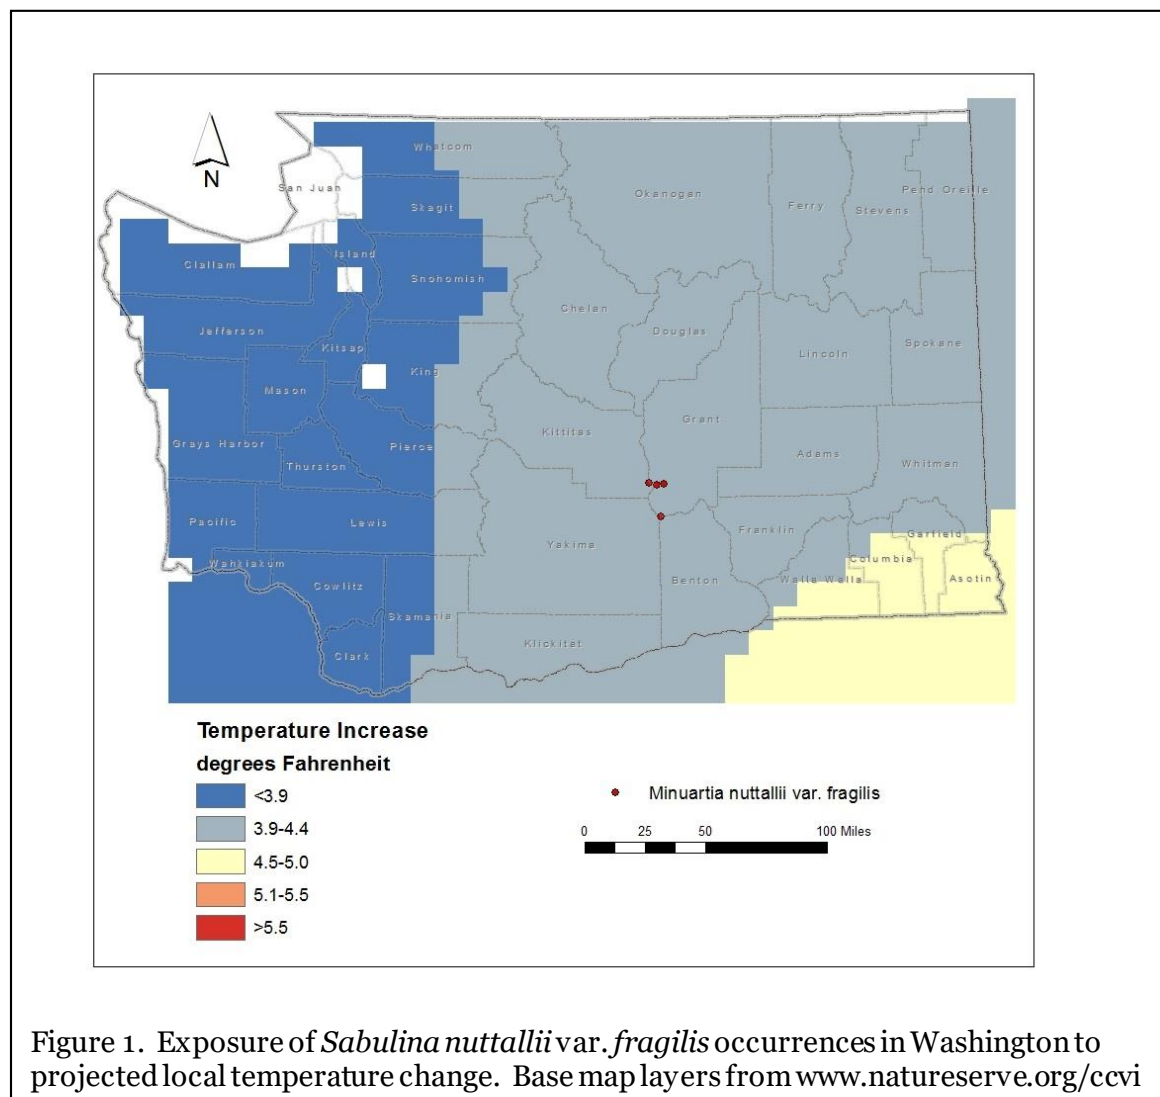 N
Whatcom
San Juan
Okanogan
Pend Oreille
Ferry
Stevens
Skagit
Island
Clallam
Snohomish
Chelan
Jefferson
Douglas
Kitsap
Lincoln
Spokane
King
Mason
Grant
Kittitas
Grays Harbor
Pierce
Adams
Whitman
Thurston
Pacific
Lewis
Franklin
Garfield
Yakima
Columbia
Wahkiakum
Cowlitz
Benton
Walla Walla
Asotin
Skamania
Klickitat
Clark
Temperature Increase
degrees Fahrenheit
<3.9
3.9-4.4
4.5-5.0
5.1-5.5
>5.5
Minuartia nuttallii var. fragilis
0 25 50 100 Miles
Figure 1. Exposure of Sabulina nuttallii var. fragilis occurrences in Washington to
projected local temperature change. Base map layers from www.natureserve.org/ccvi